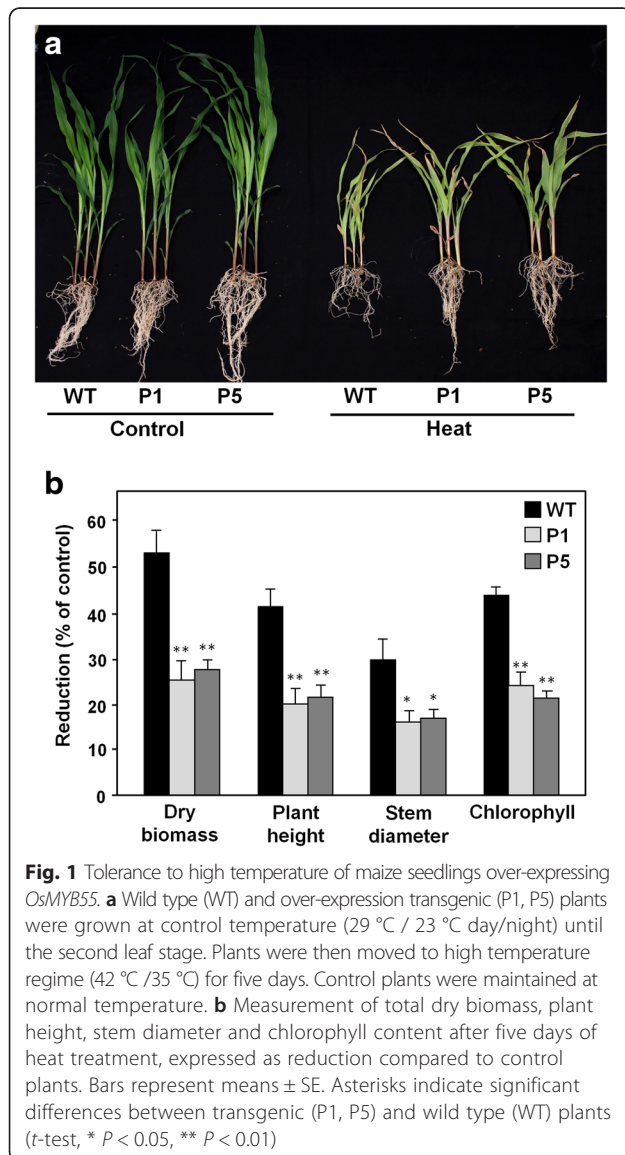 a
WT P1 P5 WT P1 P5
Control Heat
b
Reduction (% of control)
60
50
40
30
20
10
0
WT
P1
P5
** ** ** ** * * ** **
Dry biomass
Plant height
Stem diameter
Chlorophyll
Fig. 1 Tolerance to high temperature of maize seedlings over-expressing
OsMYB55. a Wild type (WT) and over-expression transgenic (P1, P5) plants
were grown at control temperature (29 °C / 23 °C day/night) until
the second leaf stage. Plants were then moved to high temperature
regime (42 °C /35 °C) for five days. Control plants were maintained at
normal temperature. b Measurement of total dry biomass, plant
height, stem diameter and chlorophyll content after five days of
heat treatment, expressed as reduction compared to control
plants. Bars represent means ± SE. Asterisks indicate significant
differences between transgenic (P1, P5) and wild type (WT) plants
(t-test, * P < 0.05, ** P < 0.01)